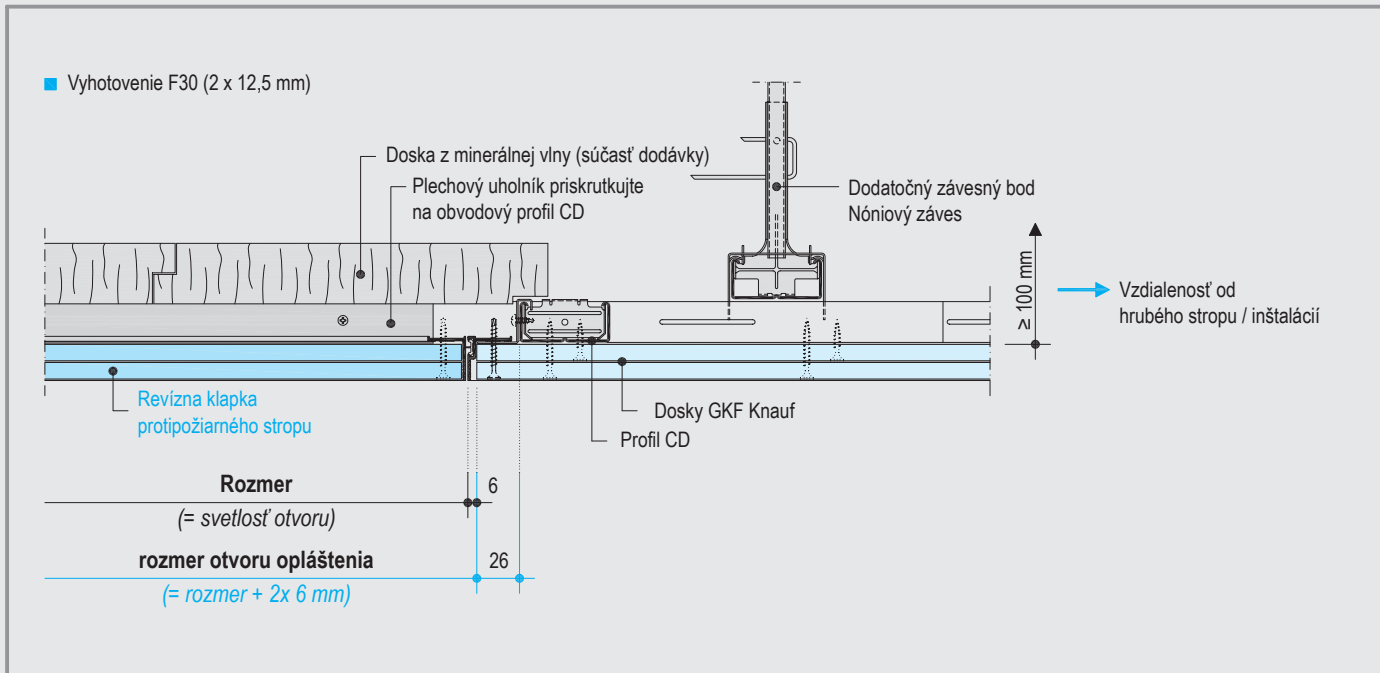 Vyhotovenie F30 (2 x 12,5 mm)
Doska z minerálnej vlny (súčasť dodávky)
Plechový uholník priskrutkujte
na obvodový profil CD
Dodatočný závesný bod
Nóniový záves
≥ 100 mm
Vzdialenosť od
hrubého stropu / inštalácií
Revízna klapka
protipožiarného stropu
Dosky GKF Knauf
Profil CD
Rozmer
6
(= svetlosť otvoru)
rozmer otvoru opláštenia
26
(= rozmer + 2x 6 mm)